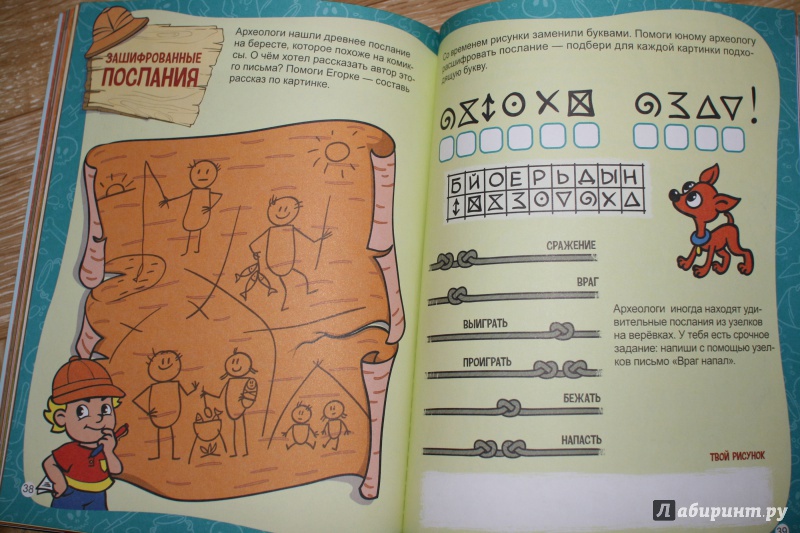 ЗАШИФРОВАННЫЕ
ПОСЛАНИЯ
Археологи нашли древнее послание
на бересте, которое похоже на комик-
сы. О чём хотел рассказать автор это-
го письма? Помоги Егорке — составь
рассказ по картинке.
38
Со временем рисунки заменили буквами. Помоги юному археологу
расшифровать послание — подбери для каждой картинки подхо-
дящую букву.
!
Б Й О Е Р Ь Д Ы Н
СРАЖЕНИЕ
ВРАГ
ВЫИГРАТЬ
ПРОИГРАТЬ
БЕЖАТЬ
НАПАСТЬ
Археологи иногда находят уди-
вительные послания из узелков
на верёвках. У тебя есть срочное
задание: напиши с помощью узел-
ков письмо «Враг напал».
ТВОЙ РИСУНОК
39
Лабиринт.ру